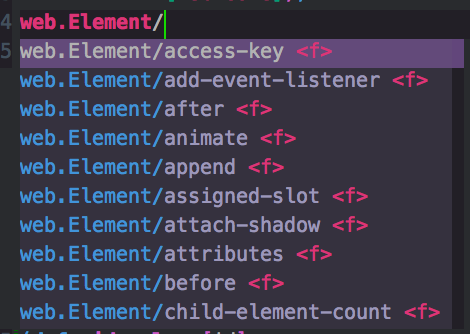 4 web.Element/
5 web.Element/access-key <f>
web.Element/add-event-listener <f>
web.Element/after <f>
web.Element/animate <f>
web.Element/append <f>
web.Element/assigned-slot <f>
web.Element/attach-shadow <f>
web.Element/attributes <f>
web.Element/before <f>
web.Element/child-element-count <f>